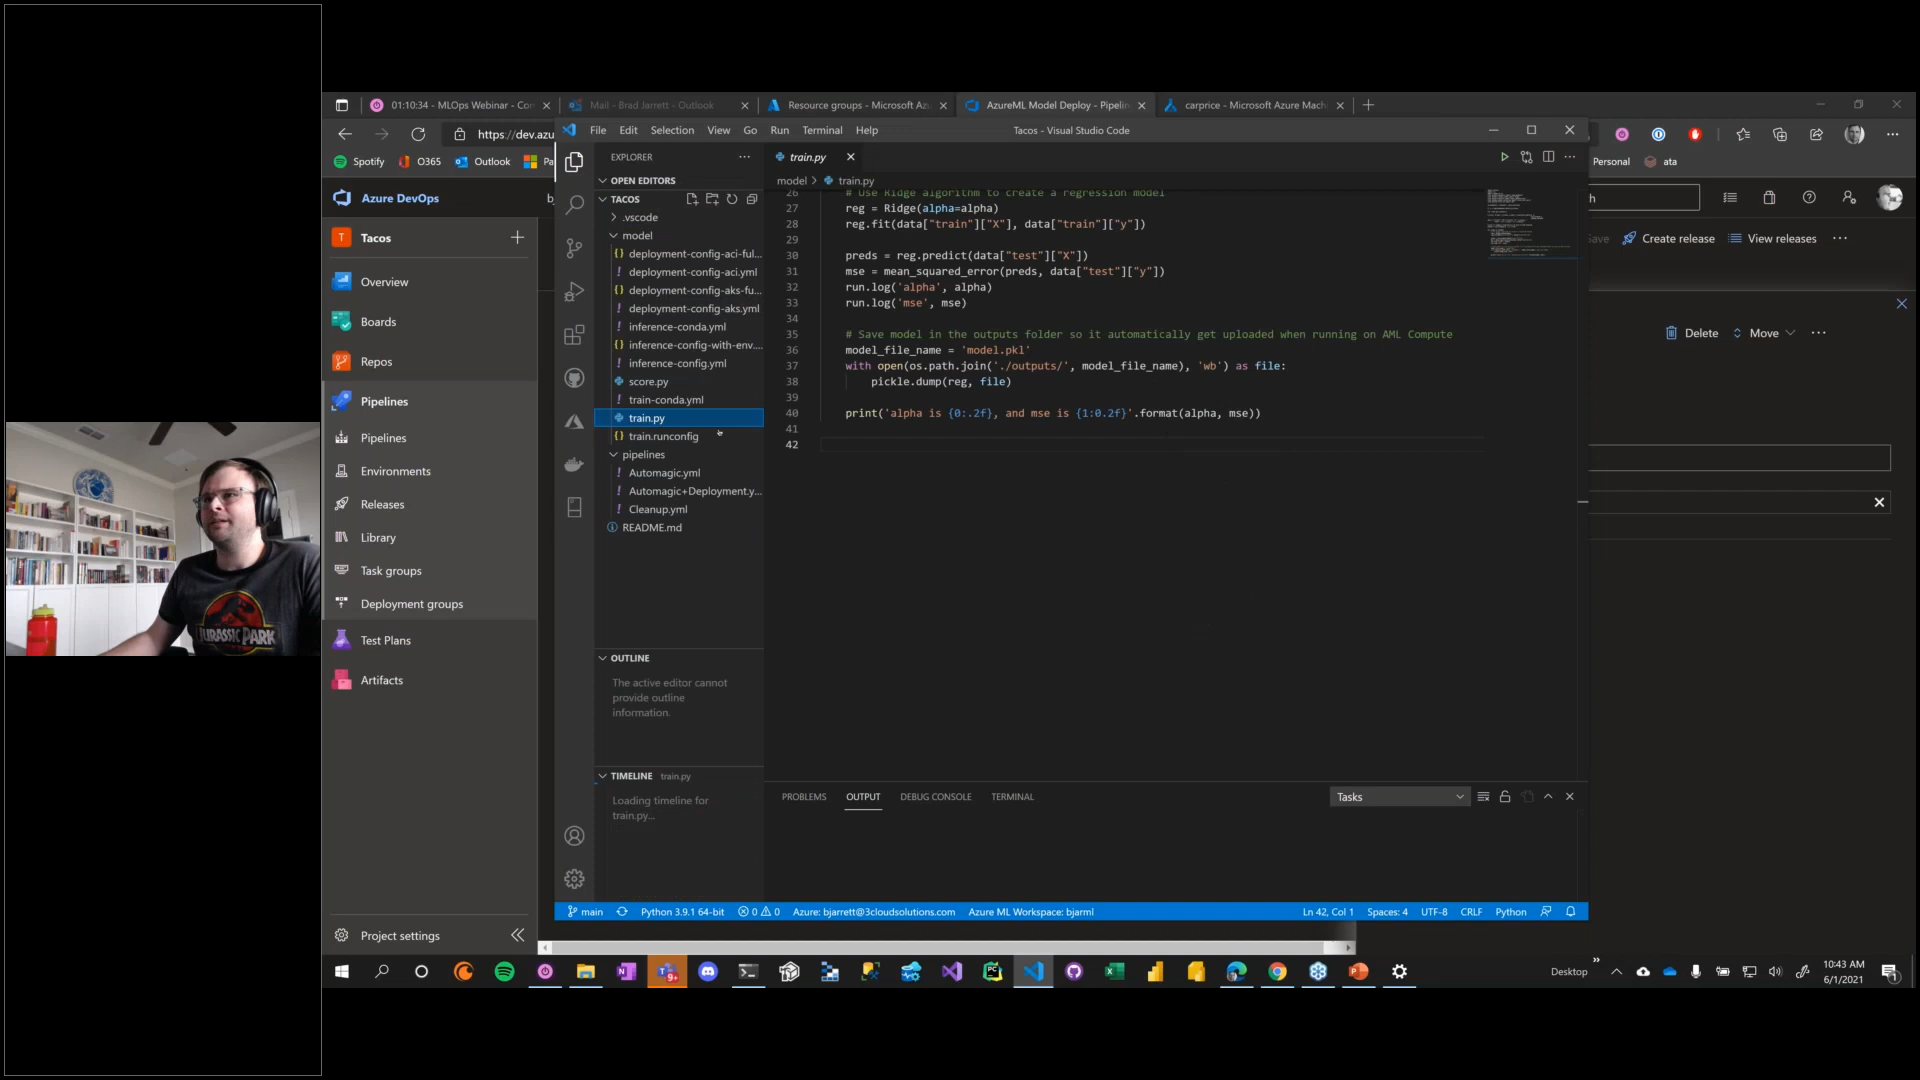 01:10:34 - MLOps Webinar - Cor
Mail - Brad Jarrett - Outlook
Resource groups - Microsoft Az
AzureML Model Deploy - Pipelin
carprice - Microsoft Azure Mach
https://dev.azu
Spotify
O365
Outlook
Personal
ata
File Edit Selection View Go Run Terminal Help
Tacos - Visual Studio Code
Azure DevOps
Tacos
Overview
Boards
Repos
Pipelines
Pipelines
Environments
Releases
Library
Task groups
Deployment groups
Test Plans
Artifacts
Project settings
Create release
View releases
Delete
Move
EXPLORER
OPEN EDITORS
TACOS
.vscode
model
deployment-config-aci-ful...
deployment-config-aci.yml
deployment-config-aks-fu...
deployment-config-aks.yml
inference-conda.yml
inference-config-with-env....
inference-config.yml
score.py
train-conda.yml
train.py
train.runconfig
pipelines
Automagic.yml
Automagic+Deployment.y...
Cleanup.yml
README.md
OUTLINE
The active editor cannot
provide outline
information.
TIMELINE train.py
Loading timeline for
train.py...
train.py
model > train.py
26 # Use Ridge algorithm to create a regression model
27 reg = Ridge(alpha=alpha)
28 reg.fit(data["train"]["X"], data["train"]["y"])
29
30 preds = reg.predict(data["test"]["X"])
31 mse = mean_squared_error(preds, data["test"]["y"])
32 run.log('alpha', alpha)
33 run.log('mse', mse)
34
35 # Save model in the outputs folder so it automatically get uploaded when running on AML Compute
36 model_file_name = 'model.pkl'
37 with open(os.path.join('./outputs/', model_file_name), 'wb') as file:
38 pickle.dump(reg, file)
39
40 print('alpha is {0:.2f}, and mse is {1:0.2f}'.format(alpha, mse))
41
42
PROBLEMS OUTPUT DEBUG CONSOLE TERMINAL
Tasks
main
Python 3.9.1 64-bit
0 0
Azure: bjarrett@3cloudsolutions.com
Azure ML Workspace: bjarml
Ln 42, Col 1
Spaces: 4
UTF-8
CRLF
Python
JURASSIC PARK
Desktop
10:43 AM
6/1/2021